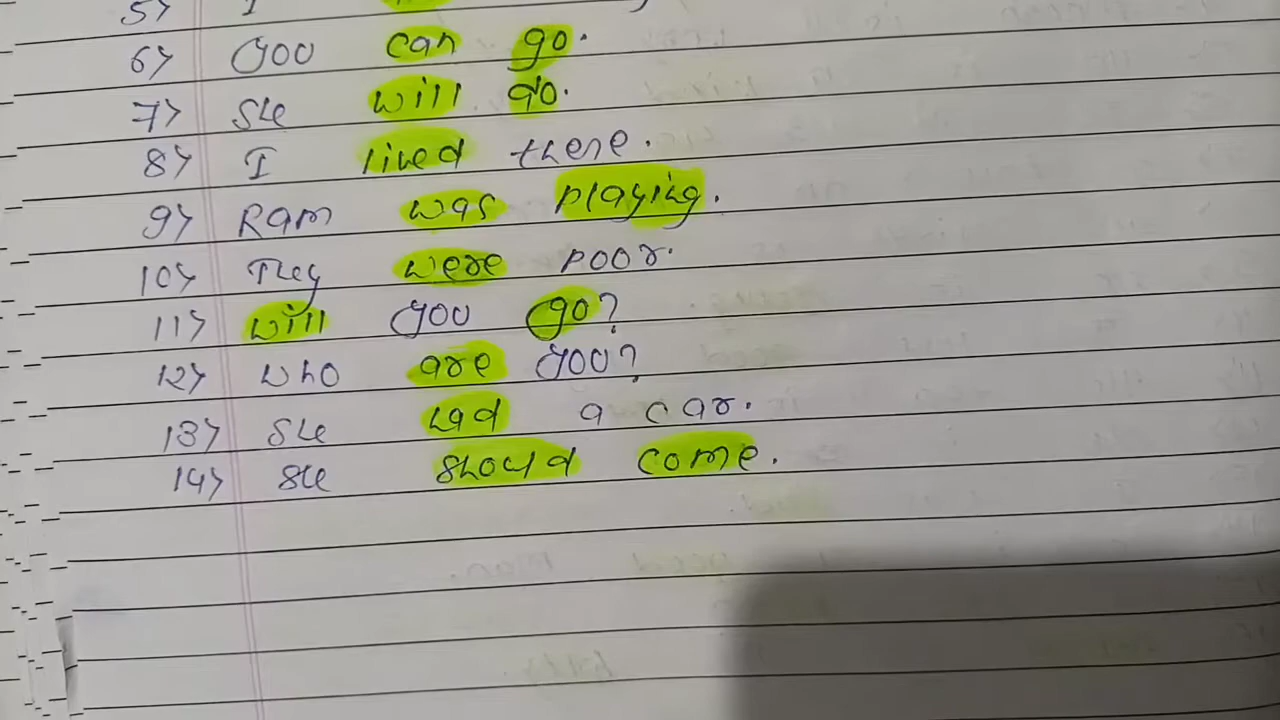 5> I
6> You can go.
7> She will go.
8> I lived there.
9> Ram was playing.
10> They were poor.
11> will you go?
12> who are you?
13> She had a car.
14> She should come.